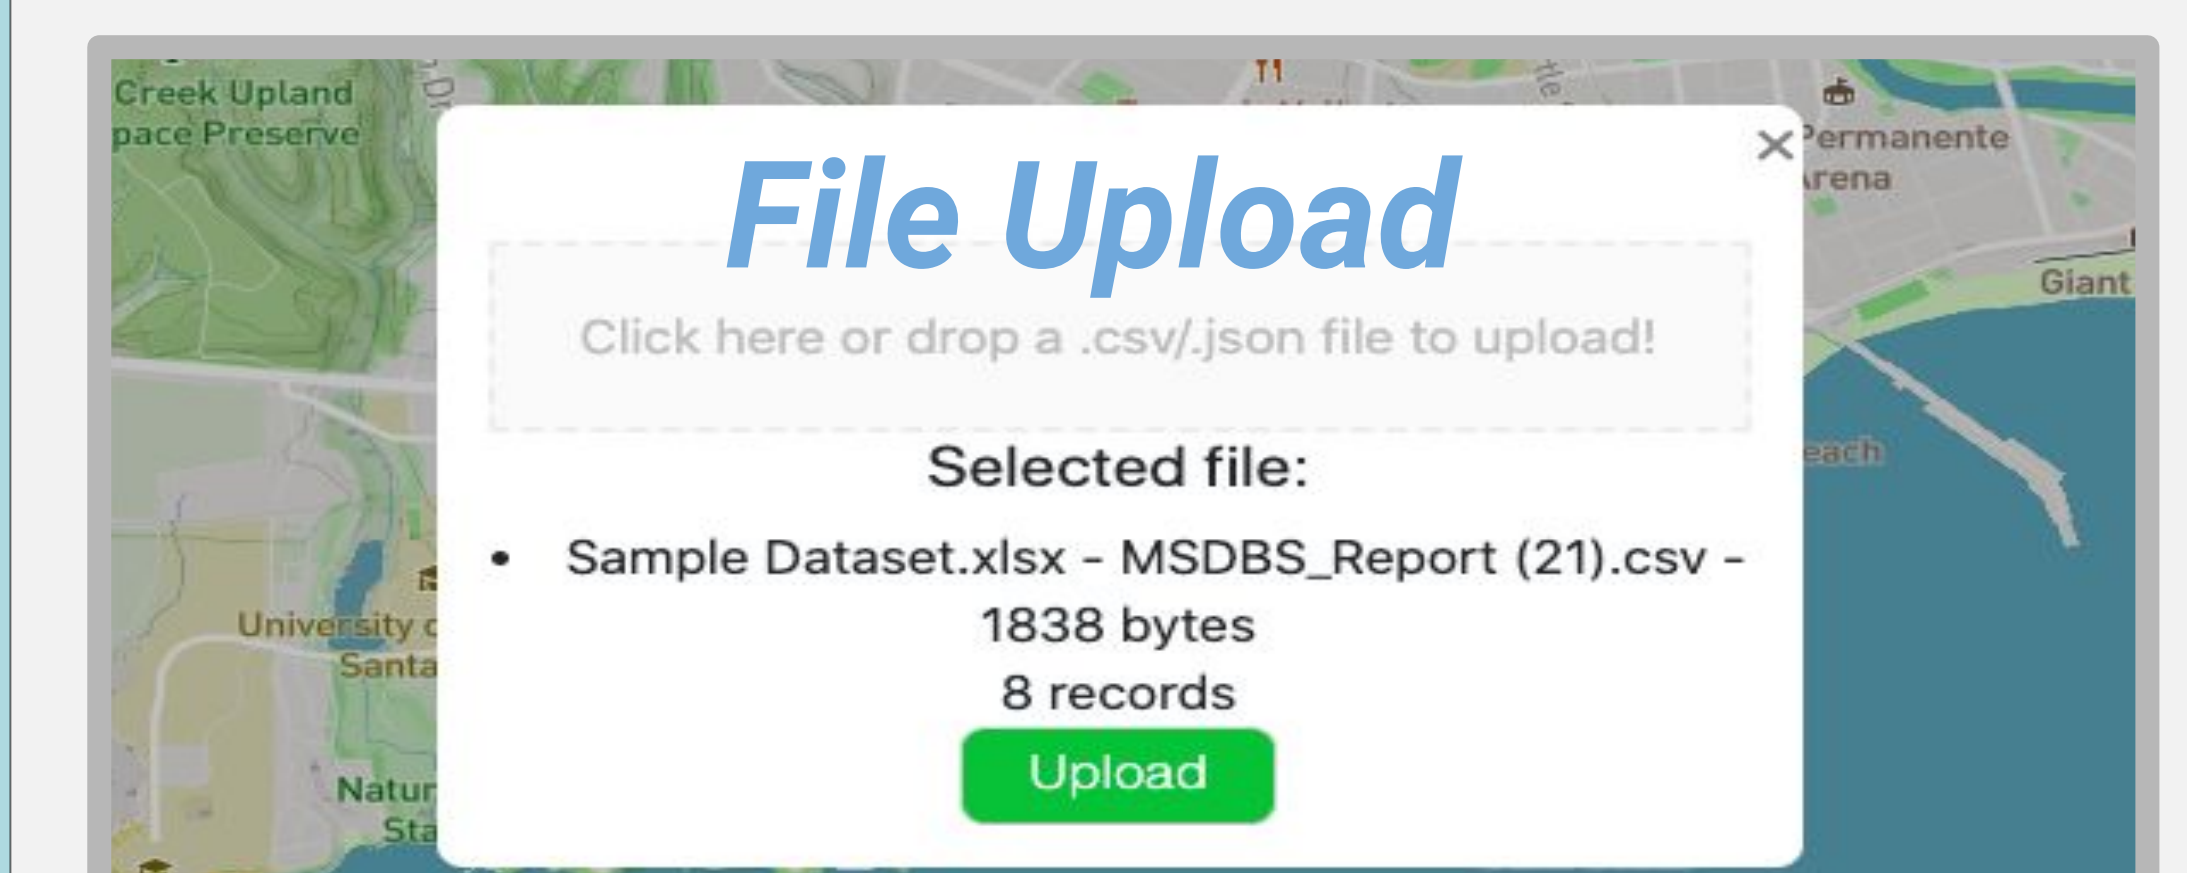 Creek Upland
pace Preserve
Permanente
Arena
File Upload
Giant
Click here or drop a .csv/.json file to upload!
each
Selected file:
• Sample Dataset.xlsx - MSDBS_Report (21).csv -
1838 bytes
8 records
University o
Santa
Upload
Natur
Sta